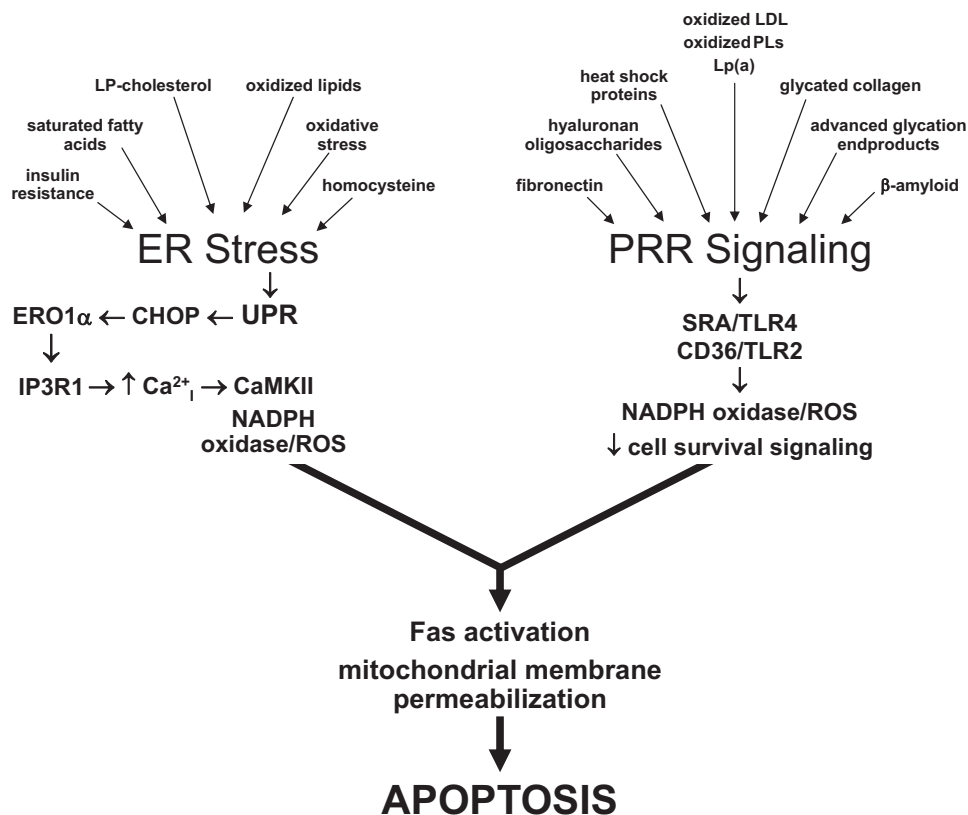 LP-cholesterol
oxidized lipids
saturated fatty
acids
oxidative
stress
insulin
resistance
homocysteine
ER Stress
↓
ERO1α ← CHOP ← UPR
↓
IP3R1 → ↑ Ca²⁺ᵢ → CaMKII
NADPH
oxidase/ROS
oxidized LDL
oxidized PLs
Lp(a)
heat shock
proteins
glycated collagen
hyaluronan
oligosaccharides
advanced glycation
endproducts
fibronectin
β-amyloid
PRR Signaling
↓
SRA/TLR4
CD36/TLR2
↓
NADPH oxidase/ROS
↓ cell survival signaling
Fas activation
mitochondrial membrane
permeabilization
APOPTOSIS